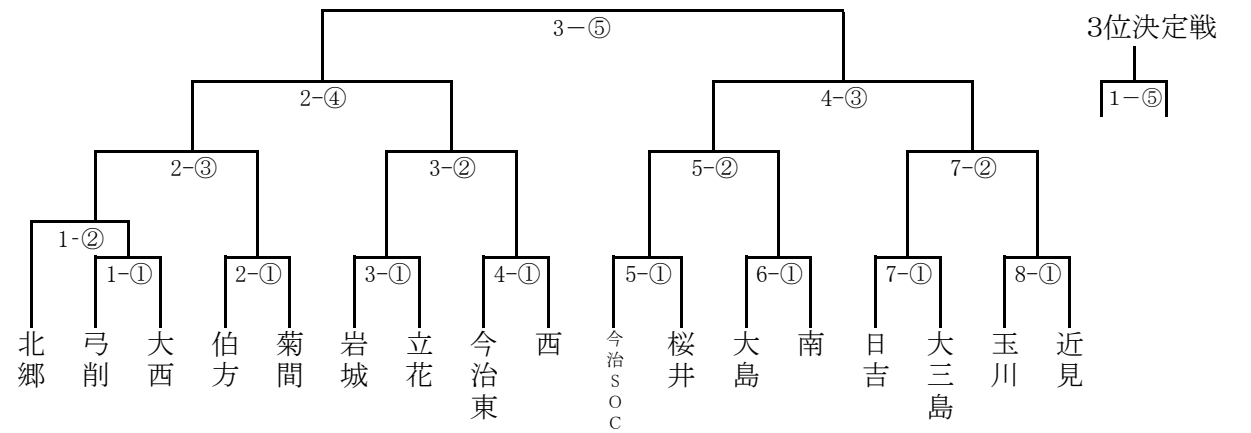 3－⑤
3位決定戦
2-④
4-③
1－⑤
2-③
3-②
5-②
7-②
1-②
1-①
2-①
3-①
4-①
5-①
6-①
7-①
8-①
北郷
弓削
大西
伯方
菊間
岩城
立花
今治東
西
今治SOC
桜井
大島
南
日吉
大三島
玉川
近見